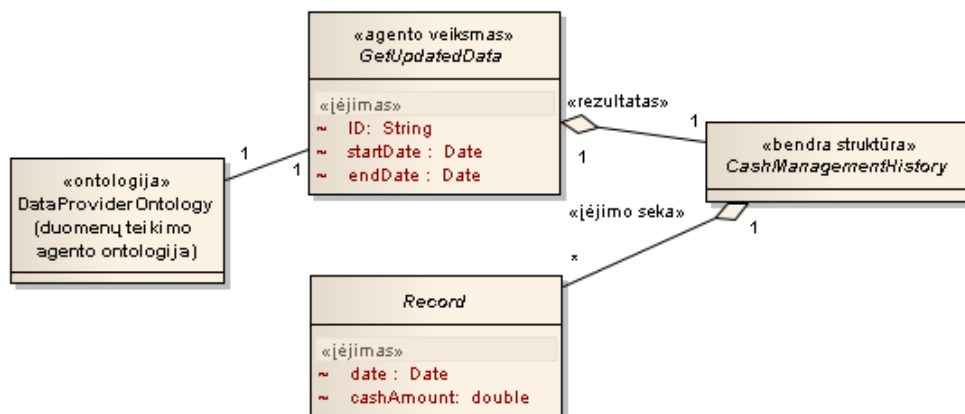 «agento veiksmas»
GetUpdatedData
«įėjimas»
~ ID: String
~ startDate : Date
~ endDate : Date
«rezultatas»
1
1
«bendra struktūra»
CashManagementHistory
1
1
«ontologija»
DataProviderOntology
(duomenų teikimo
agento ontologija)
«įėjimo seka»
1
*
Record
«įėjimas»
~ date : Date
~ cashAmount: double